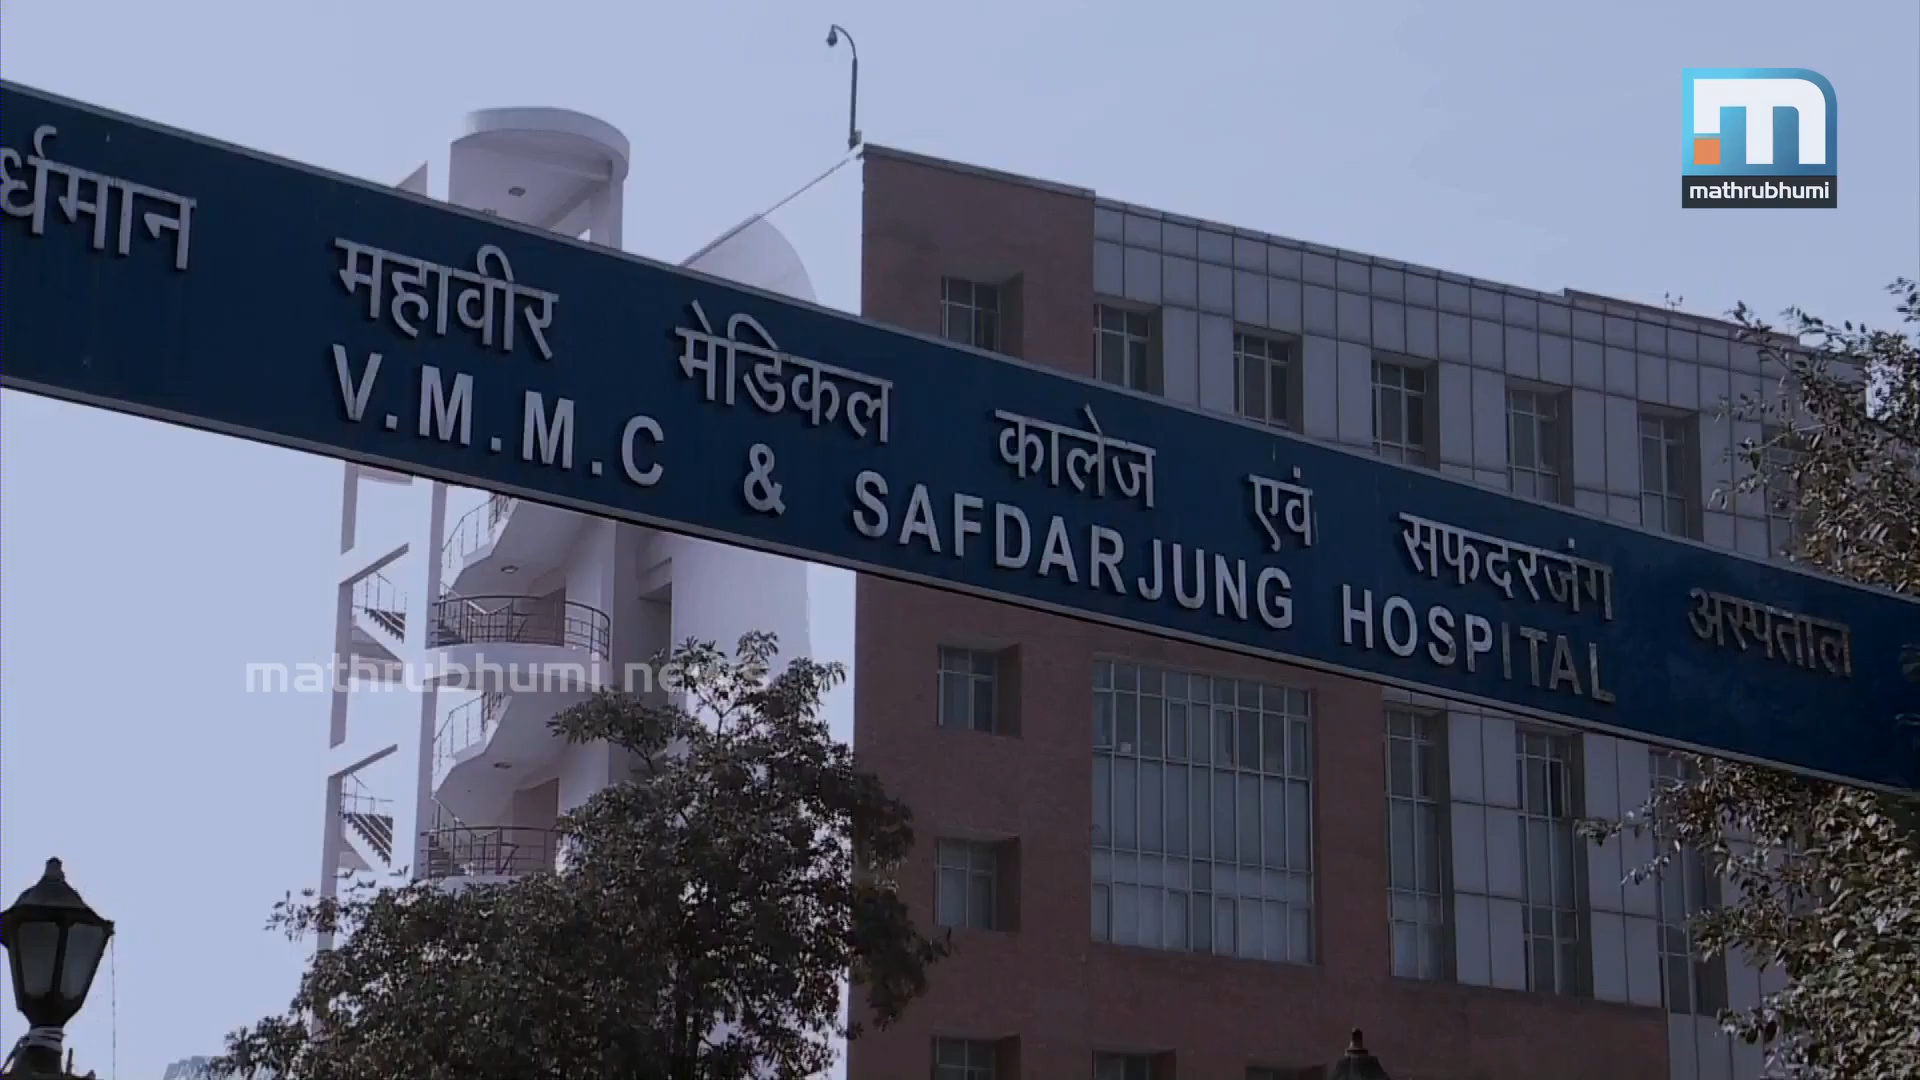 र्धमान महावीर मेडिकल कालेज एवं सफदरजंग अस्पताल
V.M.M.C & SAFDARJUNG HOSPITAL
mathrubhumi
mathrubhumi news